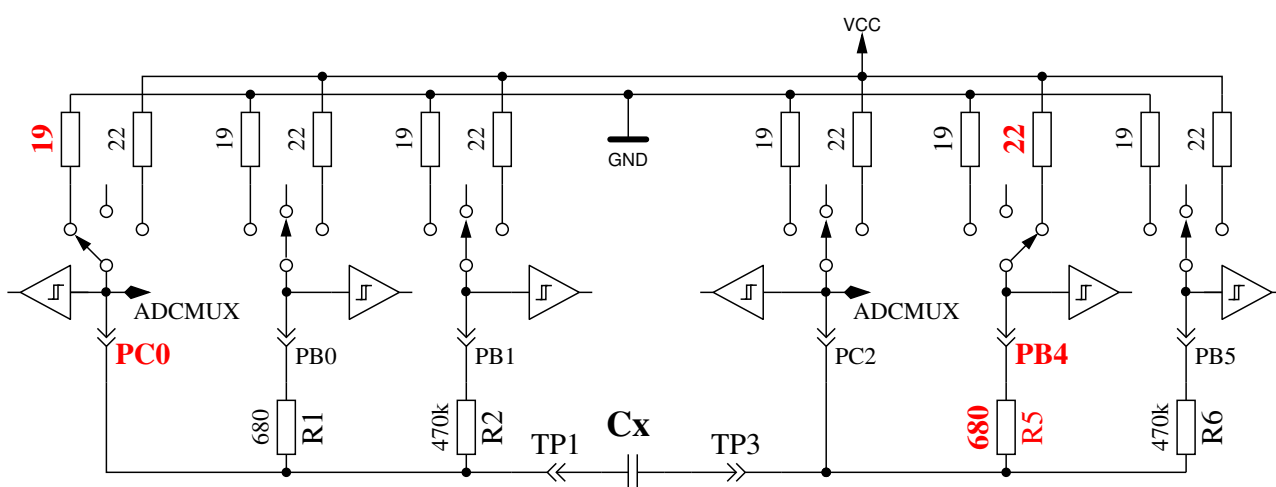 VCC
19
22
19
22
19
22
GND
19
22
19
22
19
22
ADCMUX
ADCMUX
PC0
PB0
PB1
PC2
PB4
PB5
680
R1
470k
R2
TP1
Cx
TP3
680
R5
470k
R6